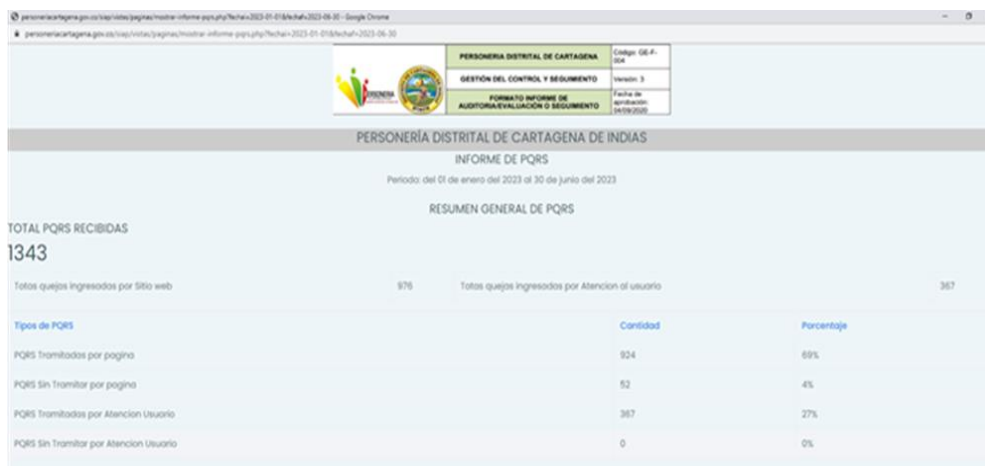 personeriacartagena.gov.co/siap/vistas/paginas/mostrar-informe-pqrs.php?fechai=2023-01-01&fechaf=2023-06-30 - Google Chrome
personeriacartagena.gov.co/siap/vistas/paginas/mostrar-informe-pqrs.php?fechai=2023-01-01&fechaf=2023-06-30
PERSONERIA
PERSONERIA DISTRITAL DE CARTAGENA
Código: GE-F-004
GESTIÓN DEL CONTROL Y SEGUIMIENTO
Versión: 3
FORMATO INFORME DE AUDITORIA/EVALUACIÓN O SEGUIMIENTO
Fecha de aprobación: 04/09/2020
PERSONERÍA DISTRITAL DE CARTAGENA DE INDIAS
INFORME DE PQRS
Periodo: del 01 de enero del 2023 al 30 de junio del 2023
RESUMEN GENERAL DE PQRS
TOTAL PQRS RECIBIDAS
1343
Totas quejas ingresadas por Sitio web 976 Totas quejas ingresadas por Atencion al usuario 367
Tipos de PQRS Cantidad Porcentaje
PQRS Tramitadas por pagina 924 69%
PQRS Sin Tramitar por pagina 52 4%
PQRS Tramitadas por Atencion Usuario 367 27%
PQRS Sin Tramitar por Atencion Usuario 0 0%